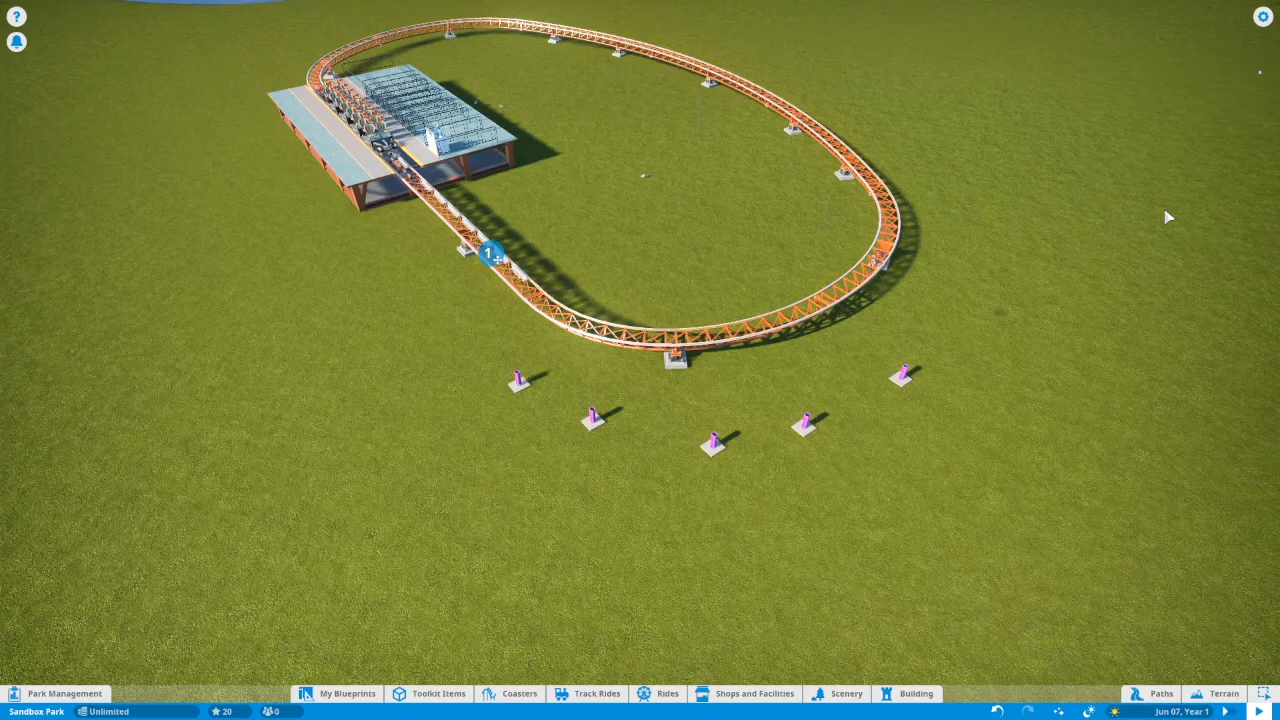 ?
1
Park Management
My Blueprints
Toolkit Items
Coasters
Track Rides
Rides
Shops and Facilities
Scenery
Building
Paths
Terrain
Sandbox Park
Unlimited
20
0
Jun 07, Year 1